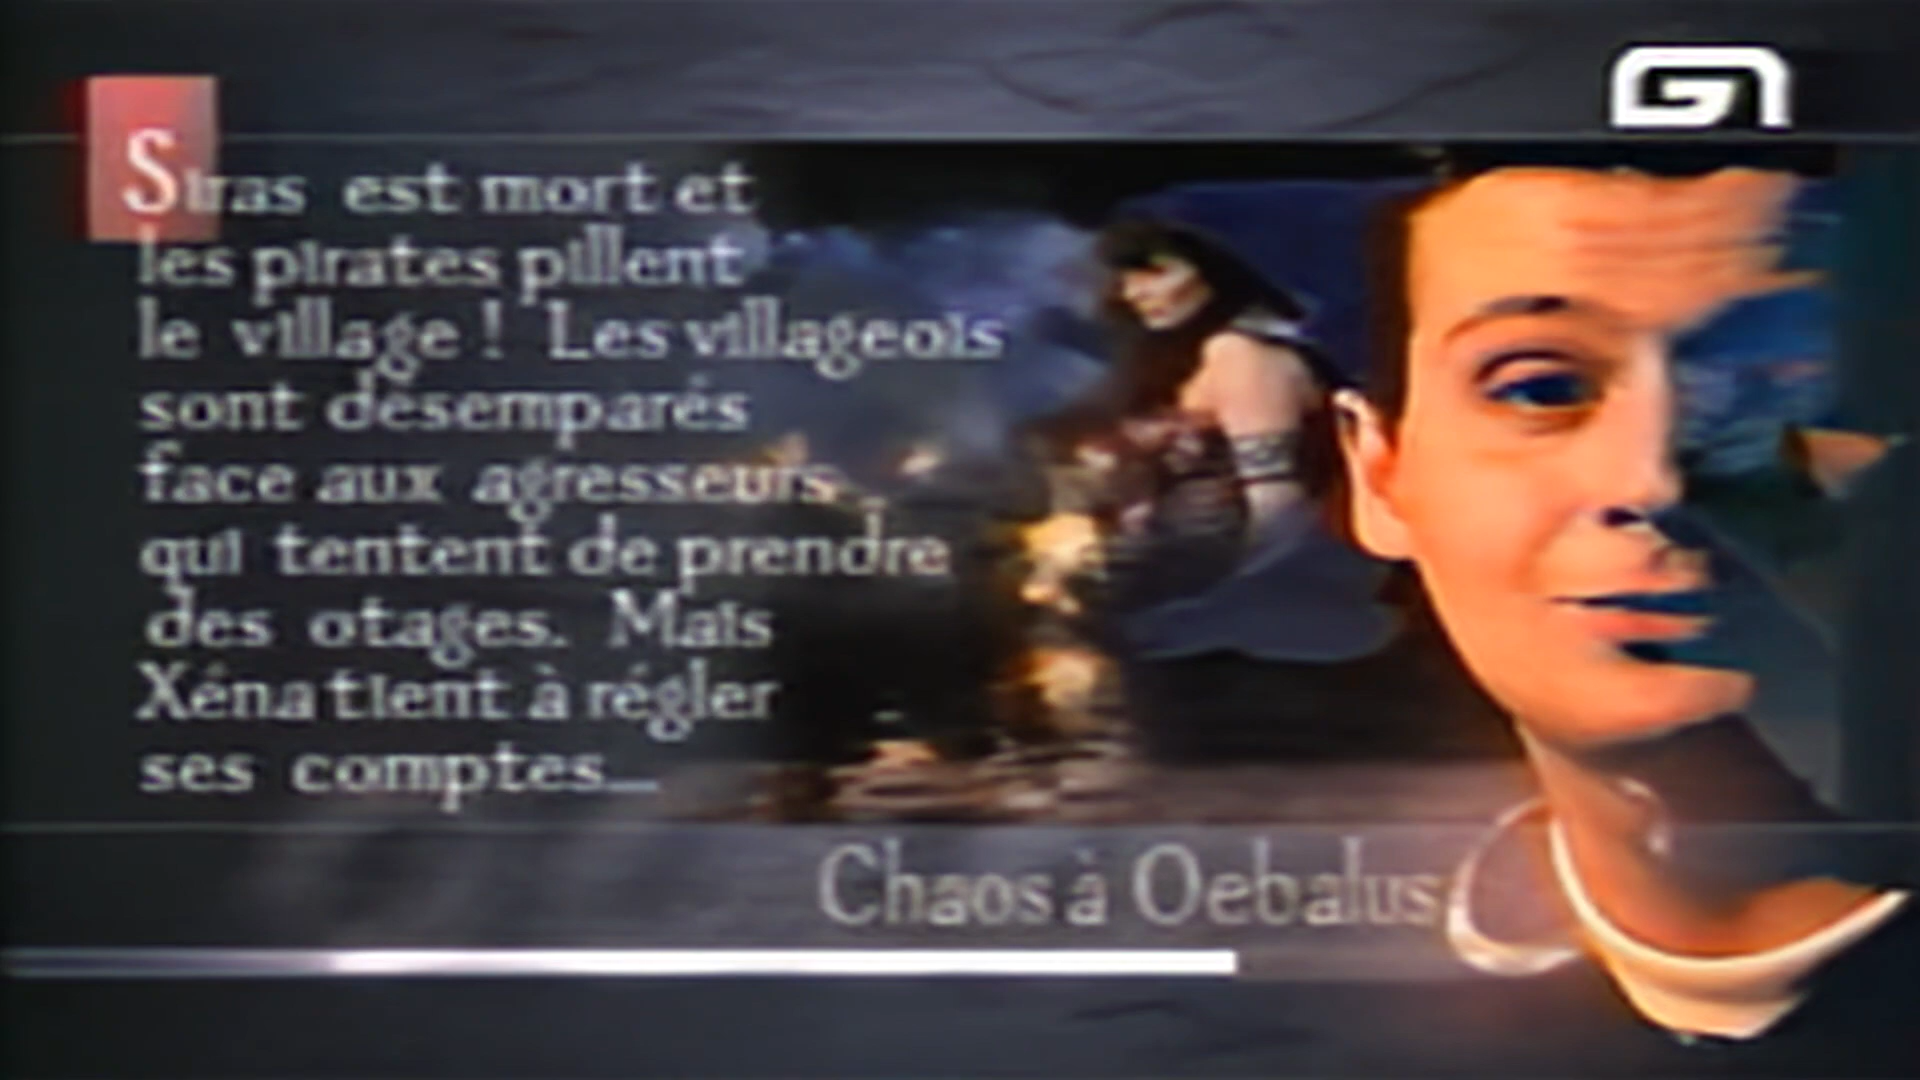 Siras est mort et
les pirates pillent
le village ! Les villageois
sont désemparés
face aux agresseurs
qui tentent de prendre
des otages. Mais
Xéna tient à régler
ses comptes...
Chaos à Oebalus